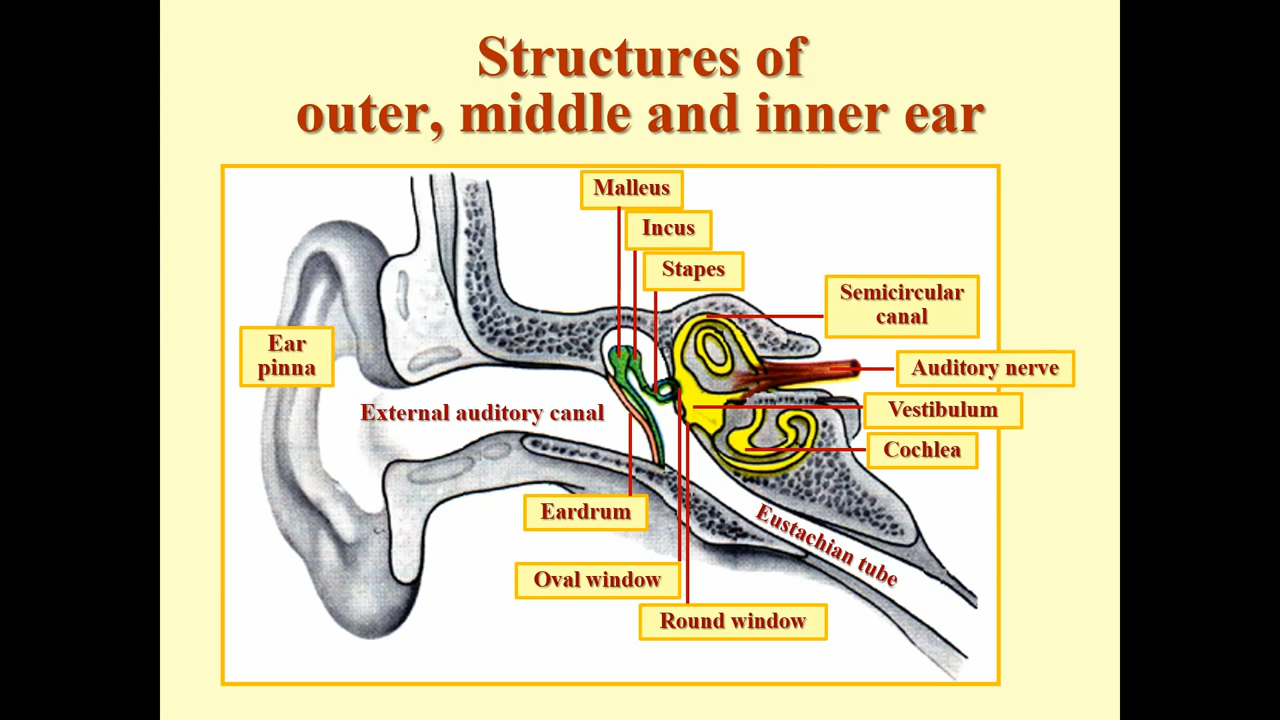 Structures of
outer, middle and inner ear
Malleus
Incus
Stapes
Semicircular
canal
Ear
pinna
Auditory nerve
External auditory canal
Vestibulum
Cochlea
Eardrum
Eustachian tube
Oval window
Round window